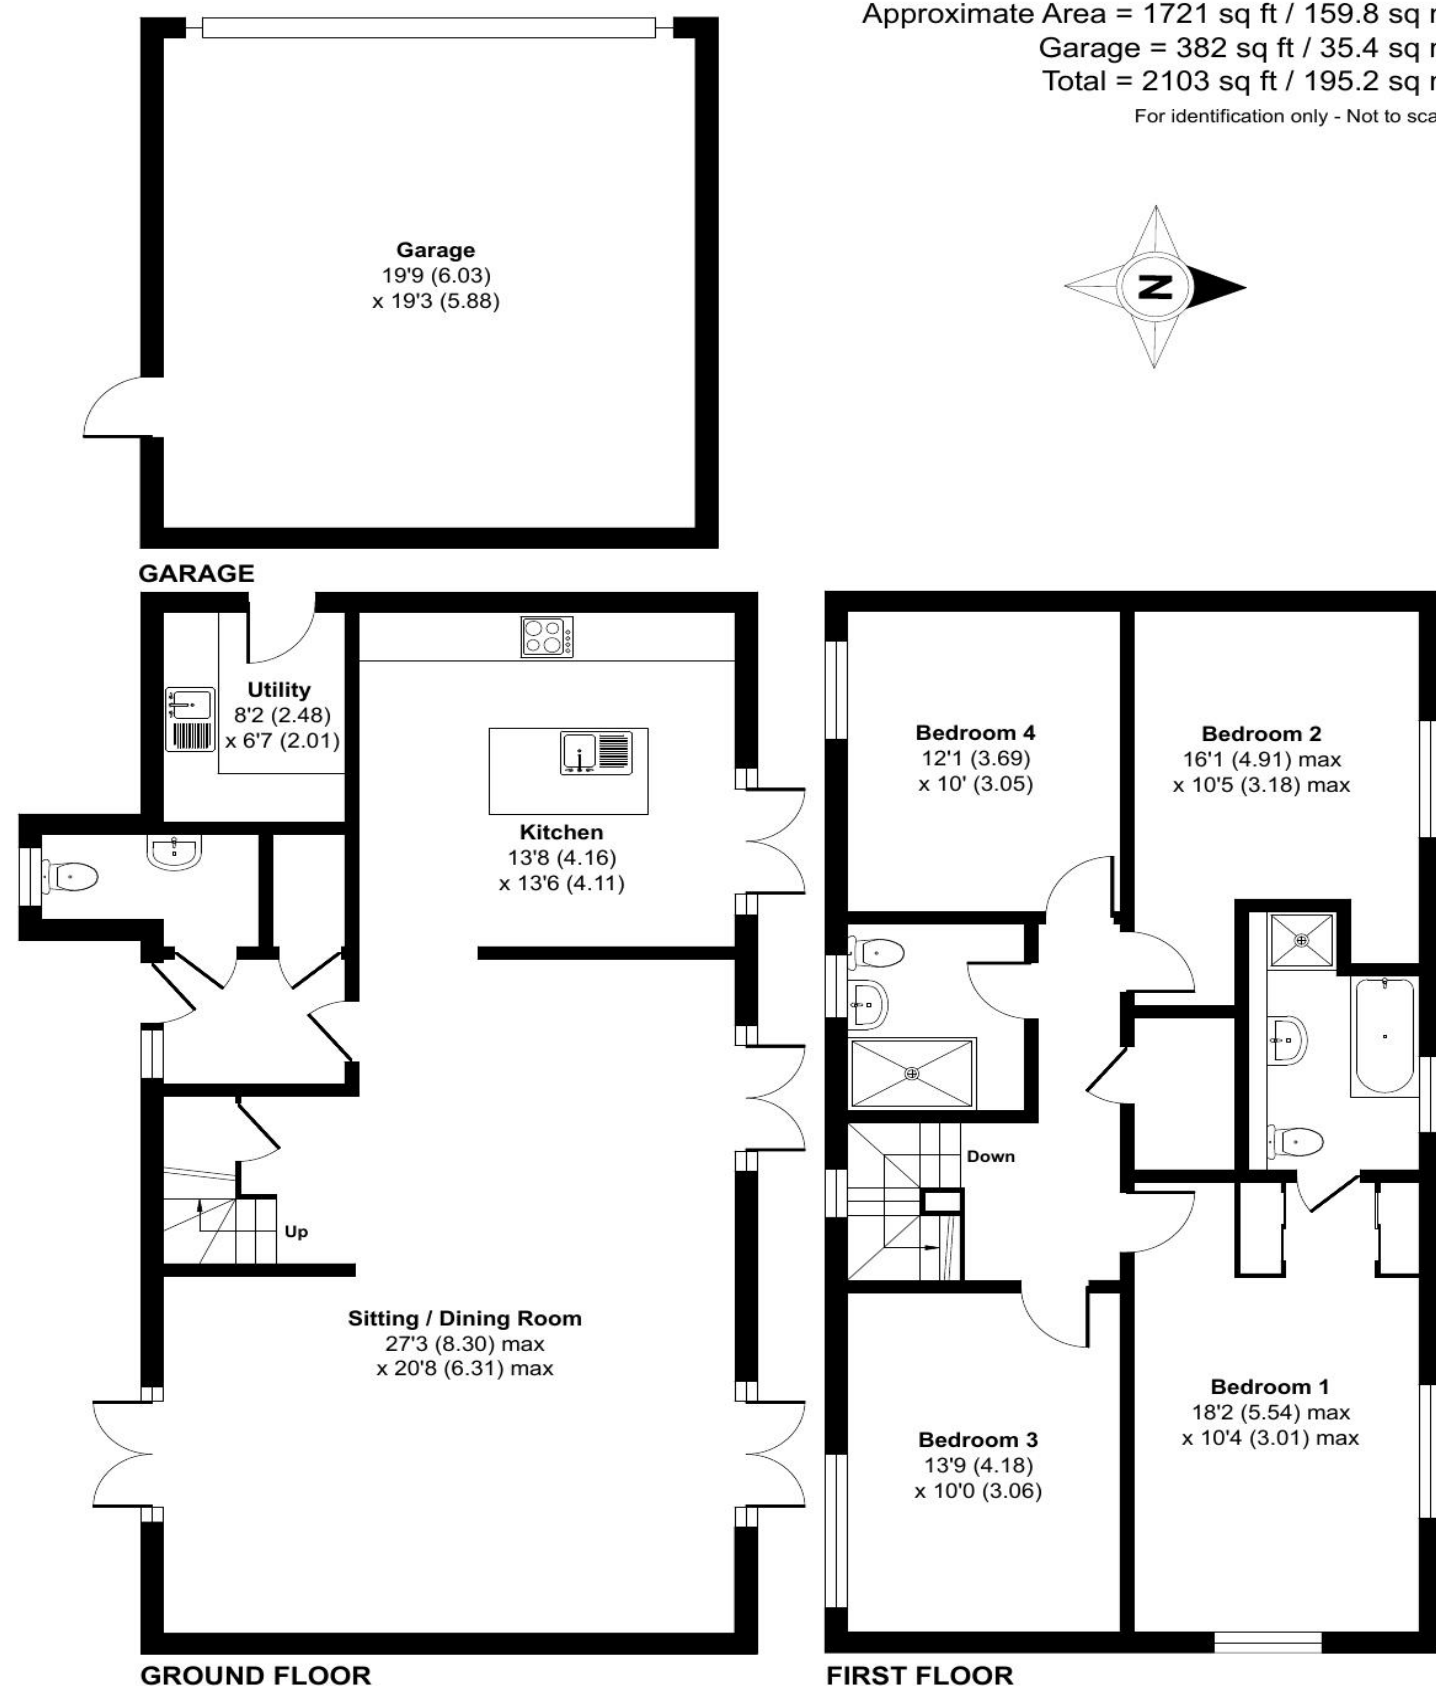 Approximate Area = 1721 sq ft / 159.8 sq
Garage = 382 sq ft / 35.4 sq
Total = 2103 sq ft / 195.2 sq
For identification only - Not to sca
N
Garage
19'9 (6.03)
x 19'3 (5.88)
GARAGE
Utility
8'2 (2.48)
x 6'7 (2.01)
Kitchen
13'8 (4.16)
x 13'6 (4.11)
Up
Sitting / Dining Room
27'3 (8.30) max
x 20'8 (6.31) max
GROUND FLOOR
Bedroom 4
12'1 (3.69)
x 10' (3.05)
Bedroom 2
16'1 (4.91) max
x 10'5 (3.18) max
Down
Bedroom 1
18'2 (5.54) max
x 10'4 (3.01) max
Bedroom 3
13'9 (4.18)
x 10'0 (3.06)
FIRST FLOOR